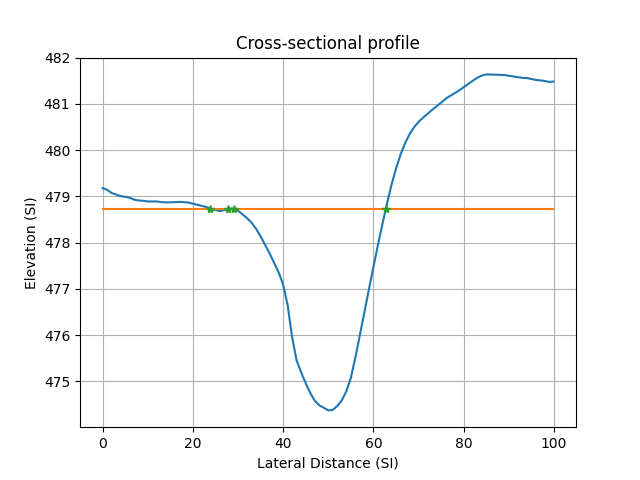 Cross-sectional profile
482
481
480
479
478
477
476
475
Elevation (SI)
0 20 40 60 80 100
Lateral Distance (SI)